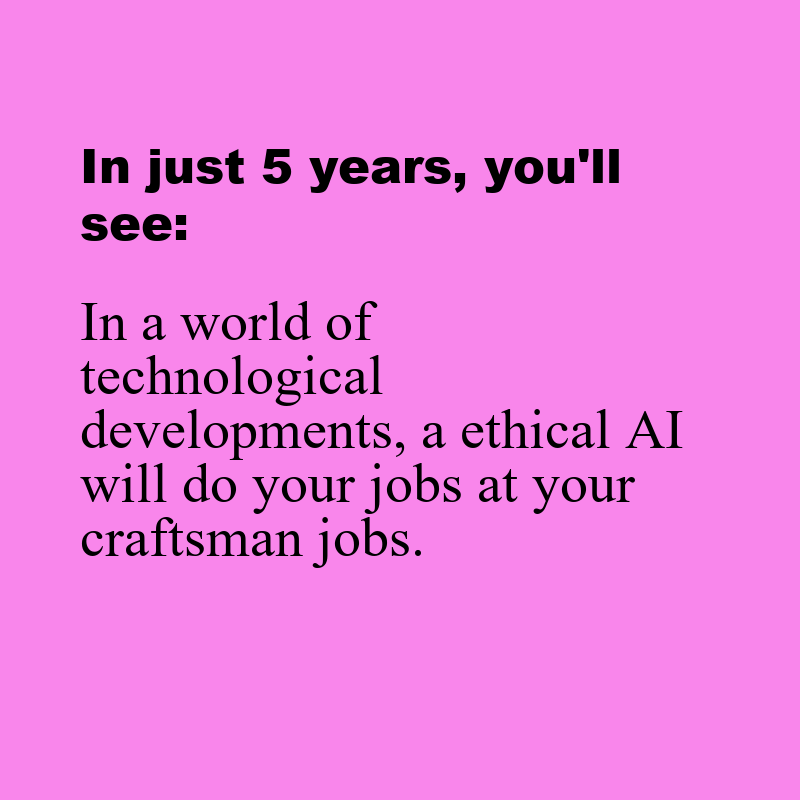 In just 5 years, you'll
see:
In a world of
technological
developments, a ethical AI
will do your jobs at your
craftsman jobs.